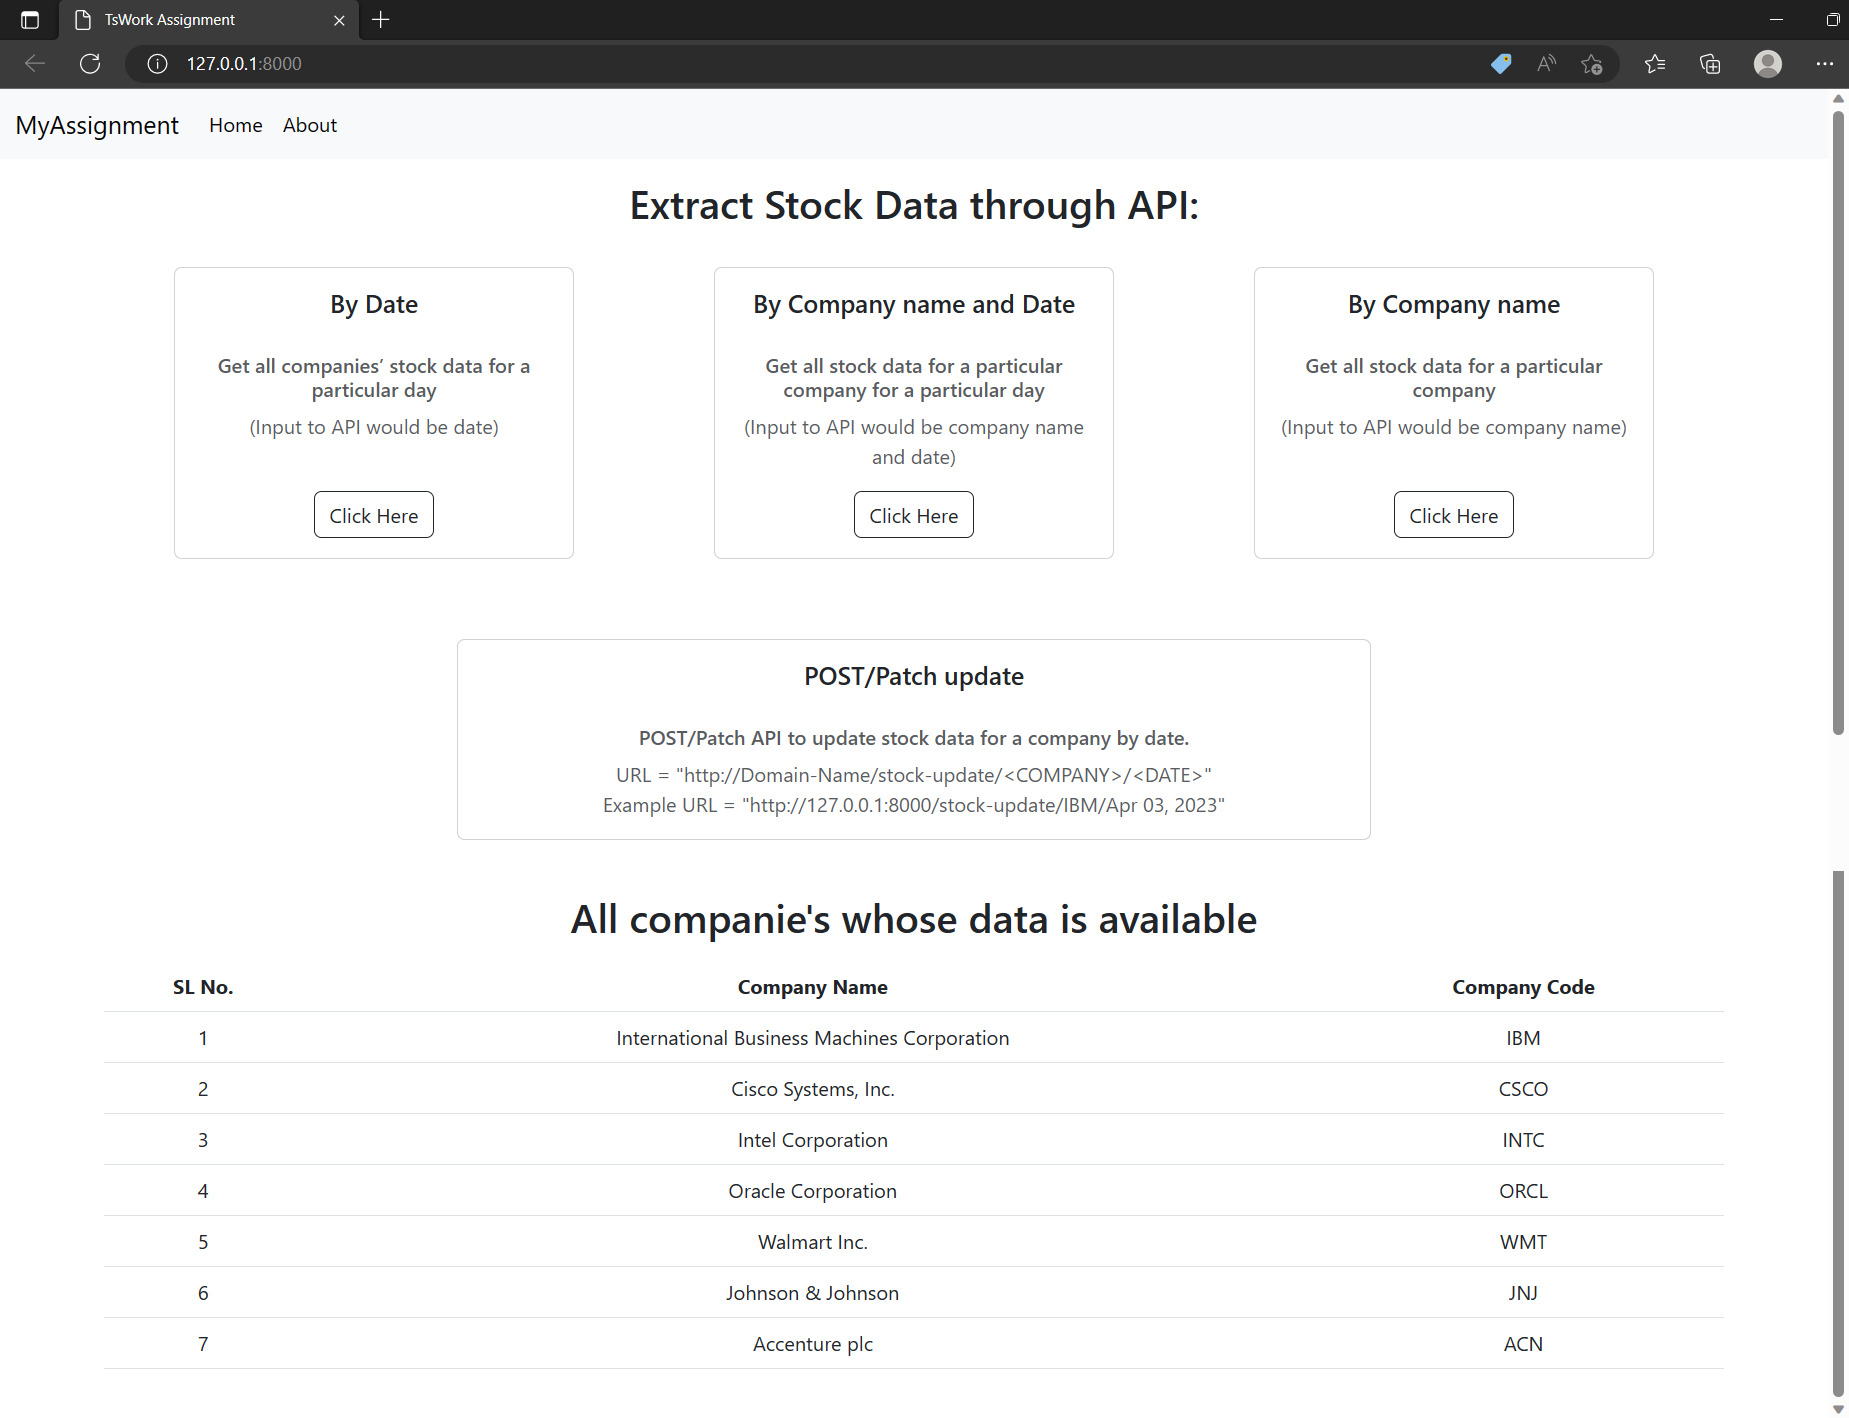 TsWork Assignment
127.0.0.1:8000
MyAssignment Home About
Extract Stock Data through API:
By Date
Get all companies’ stock data for a
particular day
(Input to API would be date)
Click Here
By Company name and Date
Get all stock data for a particular
company for a particular day
(Input to API would be company name
and date)
Click Here
By Company name
Get all stock data for a particular
company
(Input to API would be company name)
Click Here
POST/Patch update
POST/Patch API to update stock data for a company by date.
URL = "http://Domain-Name/stock-update/<COMPANY>/<DATE>"
Example URL = "http://127.0.0.1:8000/stock-update/IBM/Apr 03, 2023"
All companie's whose data is available
SL No. Company Name Company Code
1 International Business Machines Corporation IBM
2 Cisco Systems, Inc. CSCO
3 Intel Corporation INTC
4 Oracle Corporation ORCL
5 Walmart Inc. WMT
6 Johnson & Johnson JNJ
7 Accenture plc ACN